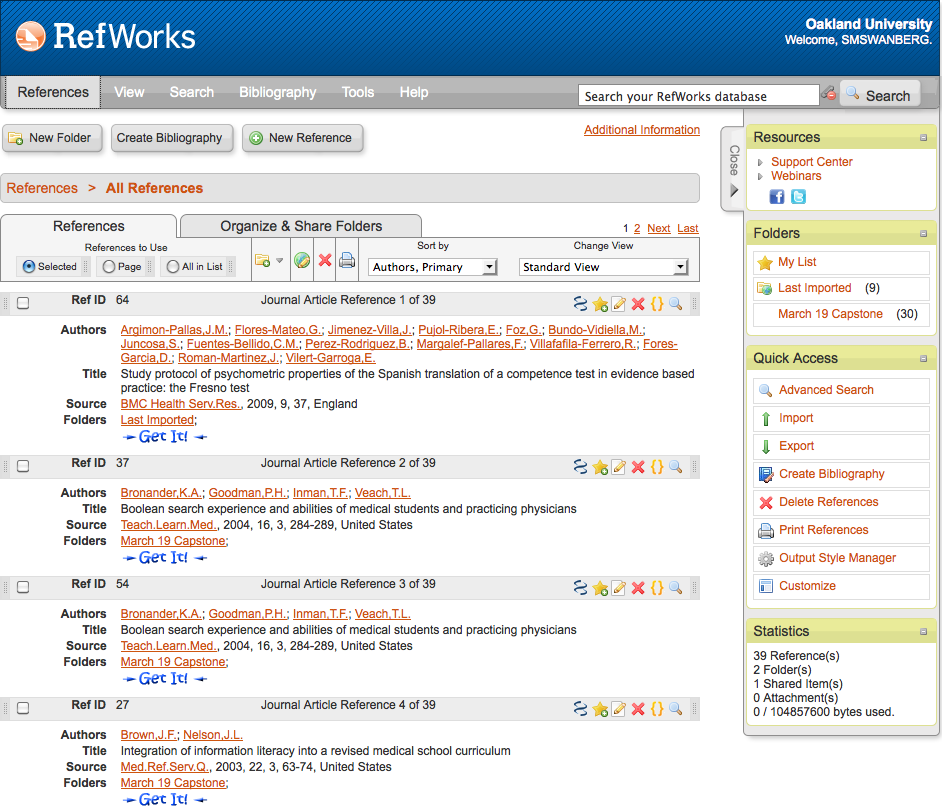 RefWorks
Oakland University
Welcome, SMSWANBERG.
References View Search Bibliography Tools Help
Search your RefWorks database Search
New Folder Create Bibliography New Reference
Additional Information
References > All References
References Organize & Share Folders
1 2 Next Last
References to Use Sort by Change View
Selected Page All in List Authors, Primary Standard View
Ref ID 64 Journal Article Reference 1 of 39
Authors Argimon-Pallas,J.M.; Flores-Mateo,G.; Jimenez-Villa,J.; Pujol-Ribera,E.; Foz,G.; Bundo-Vidiella,M.;
Juncosa,S.; Fuentes-Bellido,C.M.; Perez-Rodriguez,B.; Margalef-Pallares,F.; Villafafila-Ferrero,R.; Fores-
Garcia,D.; Roman-Martinez,J.; Vilert-Garroga,E.
Title Study protocol of psychometric properties of the Spanish translation of a competence test in evidence based
practice: the Fresno test
Source BMC Health Serv.Res., 2009, 9, 37, England
Folders Last Imported;
Get It!
Ref ID 37 Journal Article Reference 2 of 39
Authors Bronander,K.A.; Goodman,P.H.; Inman,T.F.; Veach,T.L.
Title Boolean search experience and abilities of medical students and practicing physicians
Source Teach.Learn.Med., 2004, 16, 3, 284-289, United States
Folders March 19 Capstone;
Get It!
Ref ID 54 Journal Article Reference 3 of 39
Authors Bronander,K.A.; Goodman,P.H.; Inman,T.F.; Veach,T.L.
Title Boolean search experience and abilities of medical students and practicing physicians
Source Teach.Learn.Med., 2004, 16, 3, 284-289, United States
Folders March 19 Capstone;
Get It!
Ref ID 27 Journal Article Reference 4 of 39
Authors Brown,J.F.; Nelson,J.L.
Title Integration of information literacy into a revised medical school curriculum
Source Med.Ref.Serv.Q., 2003, 22, 3, 63-74, United States
Folders March 19 Capstone;
Get It!
Close
Resources
Support Center
Webinars
Folders
My List
Last Imported (9)
March 19 Capstone (30)
Quick Access
Advanced Search
Import
Export
Create Bibliography
Delete References
Print References
Output Style Manager
Customize
Statistics
39 Reference(s)
2 Folder(s)
1 Shared Item(s)
0 Attachment(s)
0 / 104857600 bytes used.